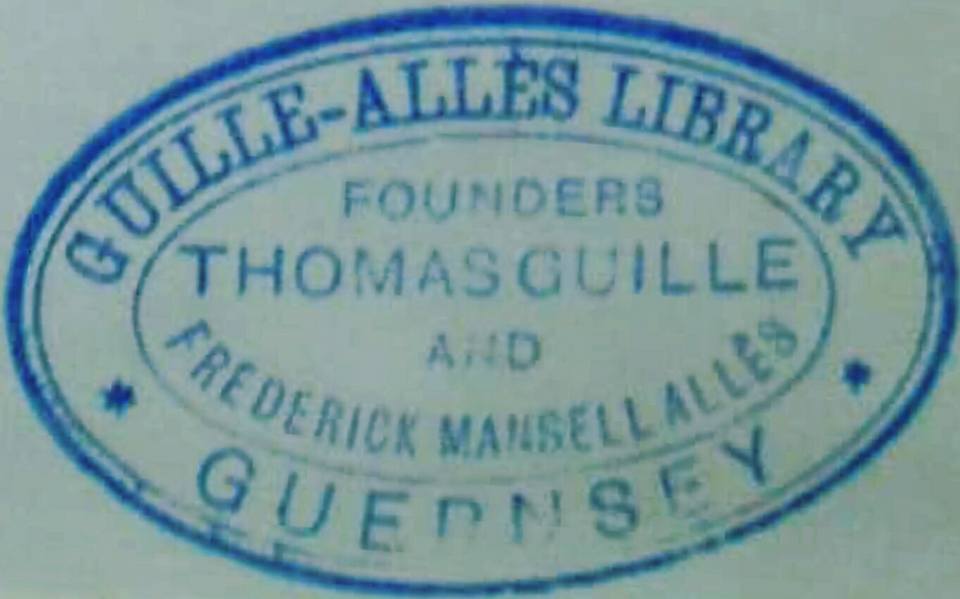 GUILLE-ALLÈS LIBRARY
FOUNDERS
THOMAS GUILLE
AND
FREDERICK MANSELL ALLÈS
GUERNSEY